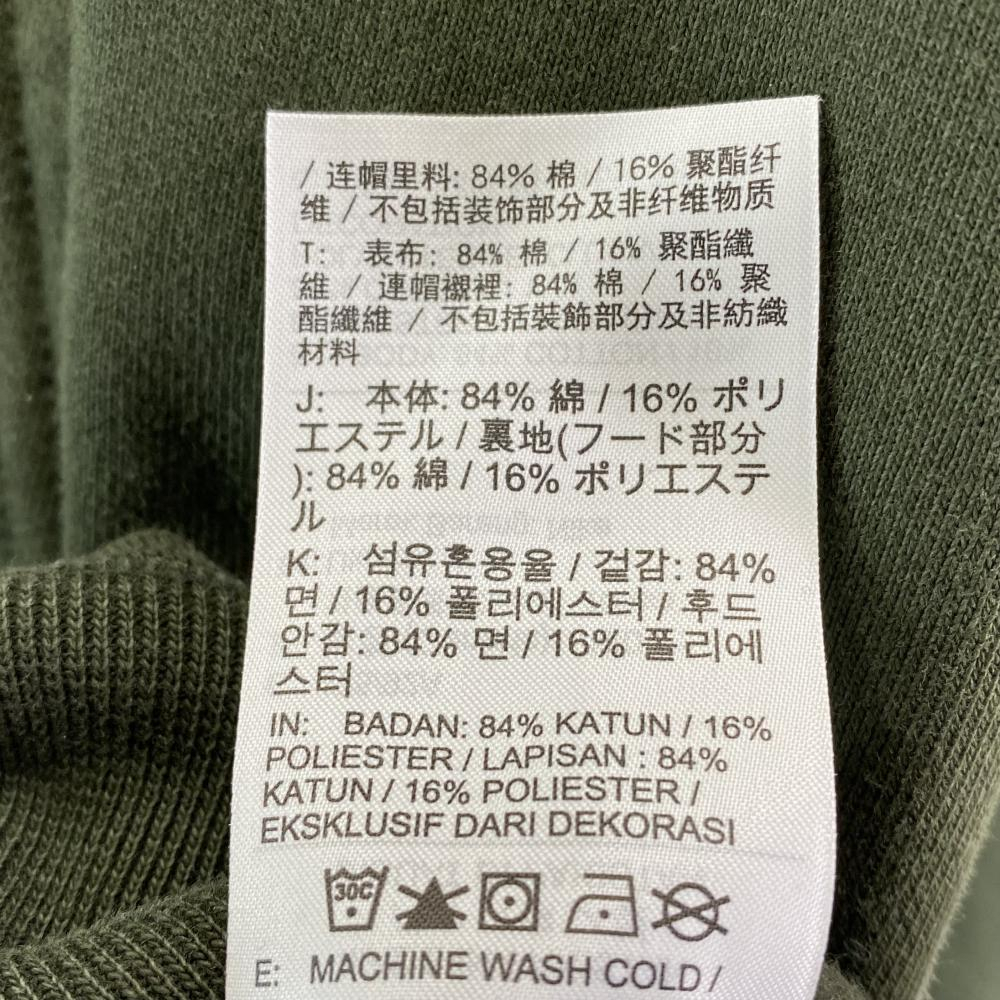 / 连帽里料: 84% 棉 / 16% 聚酯纤
维 / 不包括装饰部分及非纤维物质
T: 表布: 84% 棉 / 16% 聚酯纖
維 / 連帽襯裡: 84% 棉 / 16% 聚
酯纖維 / 不包括裝飾部分及非紡織
材料
J: 本体: 84% 綿 / 16% ポリ
エステル / 裏地(フード部分
): 84% 綿 / 16% ポリエステ
ル
K: 섬유혼용율 / 겉감: 84%
면 / 16% 폴리에스터 / 후드
안감: 84% 면 / 16% 폴리에
스터
IN: BADAN: 84% KATUN / 16%
POLIESTER / LAPISAN : 84%
KATUN / 16% POLIESTER /
EKSKLUSIF DARI DEKORASI
30C
E: MACHINE WASH COLD /